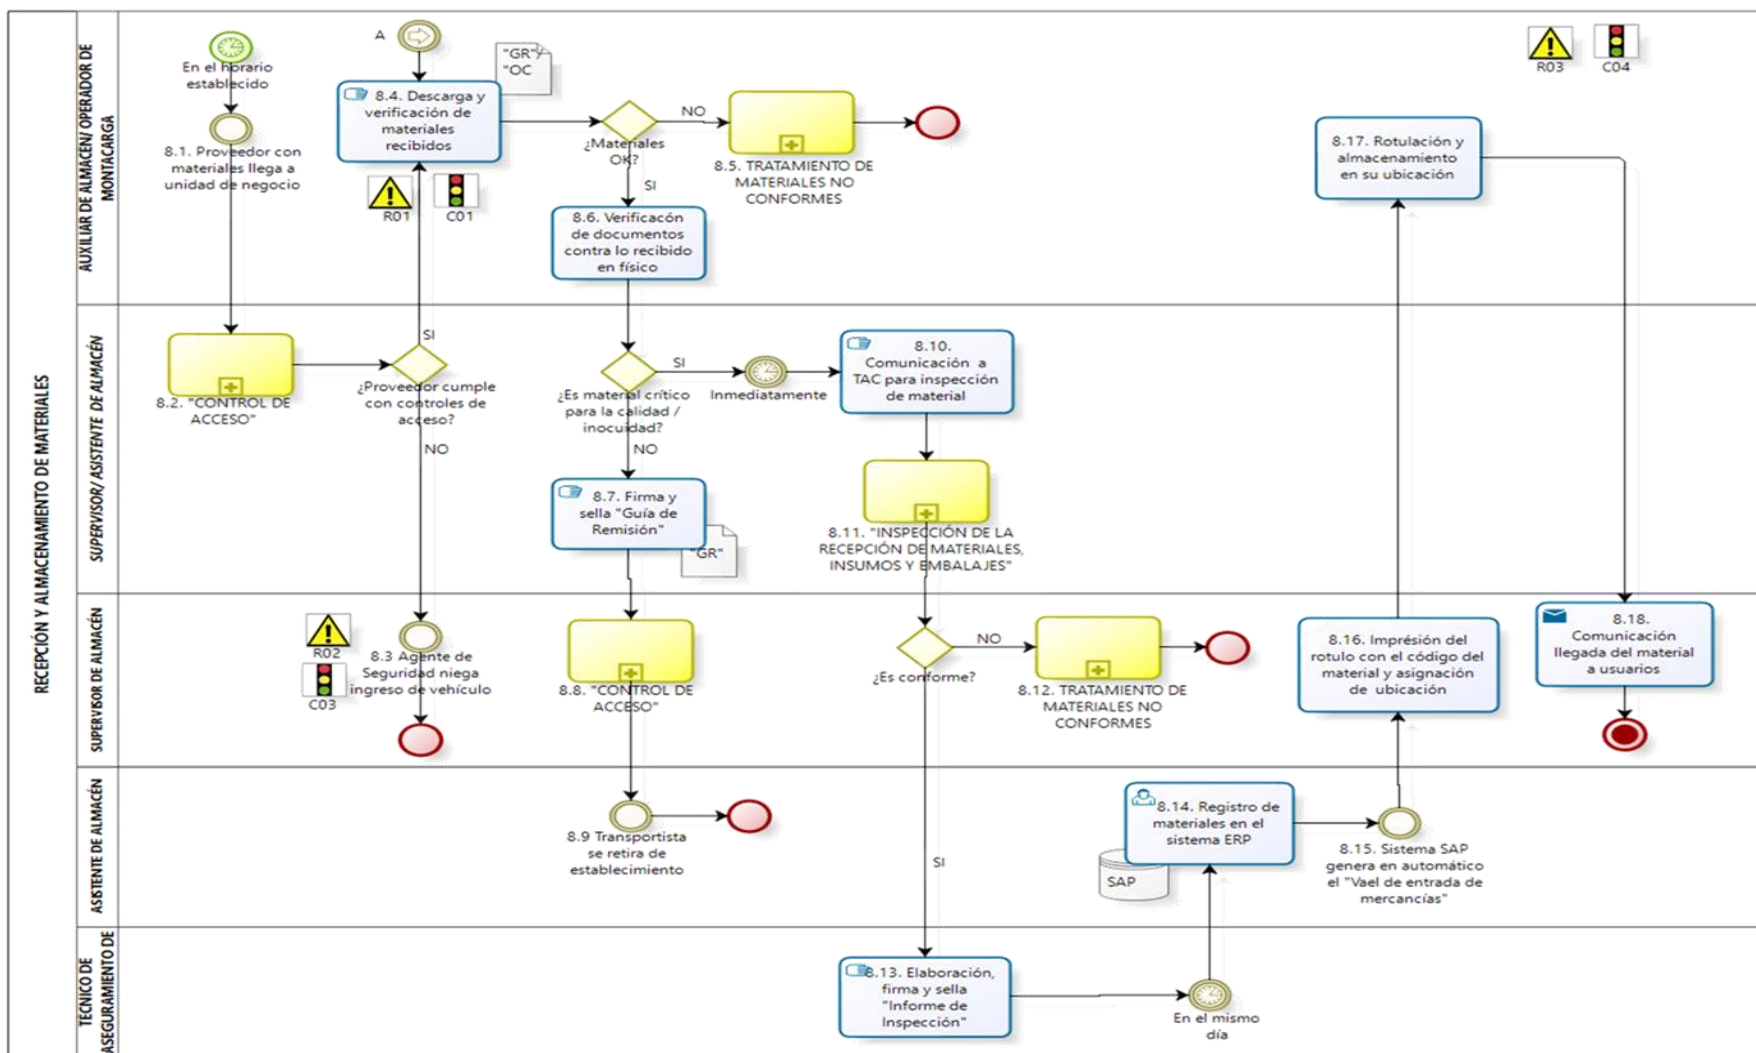 RECEPCIÓN Y ALMACENAMIENTO DE MATERIALES
AUXILIAR DE ALMACEN/ OPERADOR DE
MONTACARGA
En el horario
establecido
8.1. Proveedor con
materiales llega a
unidad de negocio
A
8.4. Descarga y
verificación de
materiales
recibidos
"GR"/
"OC
R01
C01
¿Materiales
OK?
NO
SI
8.5. TRATAMIENTO DE
MATERIALES NO
CONFORMES
8.6. Verificacón
de documentos
contra lo recibido
en físico
R03
C04
8.17. Rotulación y
almacenamiento
en su ubicación
SUPERVISOR/ ASISTENTE DE ALMACÉN
8.2. "CONTROL DE
ACCESO"
SI
¿Proveedor cumple
con controles de
acceso?
NO
¿Es material crítico
para la calidad /
inocuidad?
SI
NO
Inmediatamente
8.10.
Comunicación a
TAC para inspección
de material
8.7. Firma y
sella "Guía de
Remisión"
"GR"
8.11. "INSPECCIÓN DE LA
RECEPCIÓN DE MATERIALES,
INSUMOS Y EMBALAJES"
SUPERVISOR DE ALMACÉN
R02
C03
8.3 Agente de
Seguridad niega
ingreso de vehículo
8.8. "CONTROL DE
ACCESO"
¿Es conforme?
NO
8.12. TRATAMIENTO DE
MATERIALES NO
CONFORMES
8.16. Imprésión del
rotulo con el código del
material y asignación
de ubicación
8.18.
Comunicación
llegada del material
a usuarios
ASISTENTE DE ALMACÉN
8.9 Transportista
se retira de
establecimiento
SI
8.14. Registro de
materiales en el
sistema ERP
SAP
8.15. Sistema SAP
genera en automático
el "Vael de entrada de
mercancías"
TECNICO DE
ASEGURAMIENTO DE
8.13. Elaboración,
firma y sella
"Informe de
Inspección"
En el mismo
día